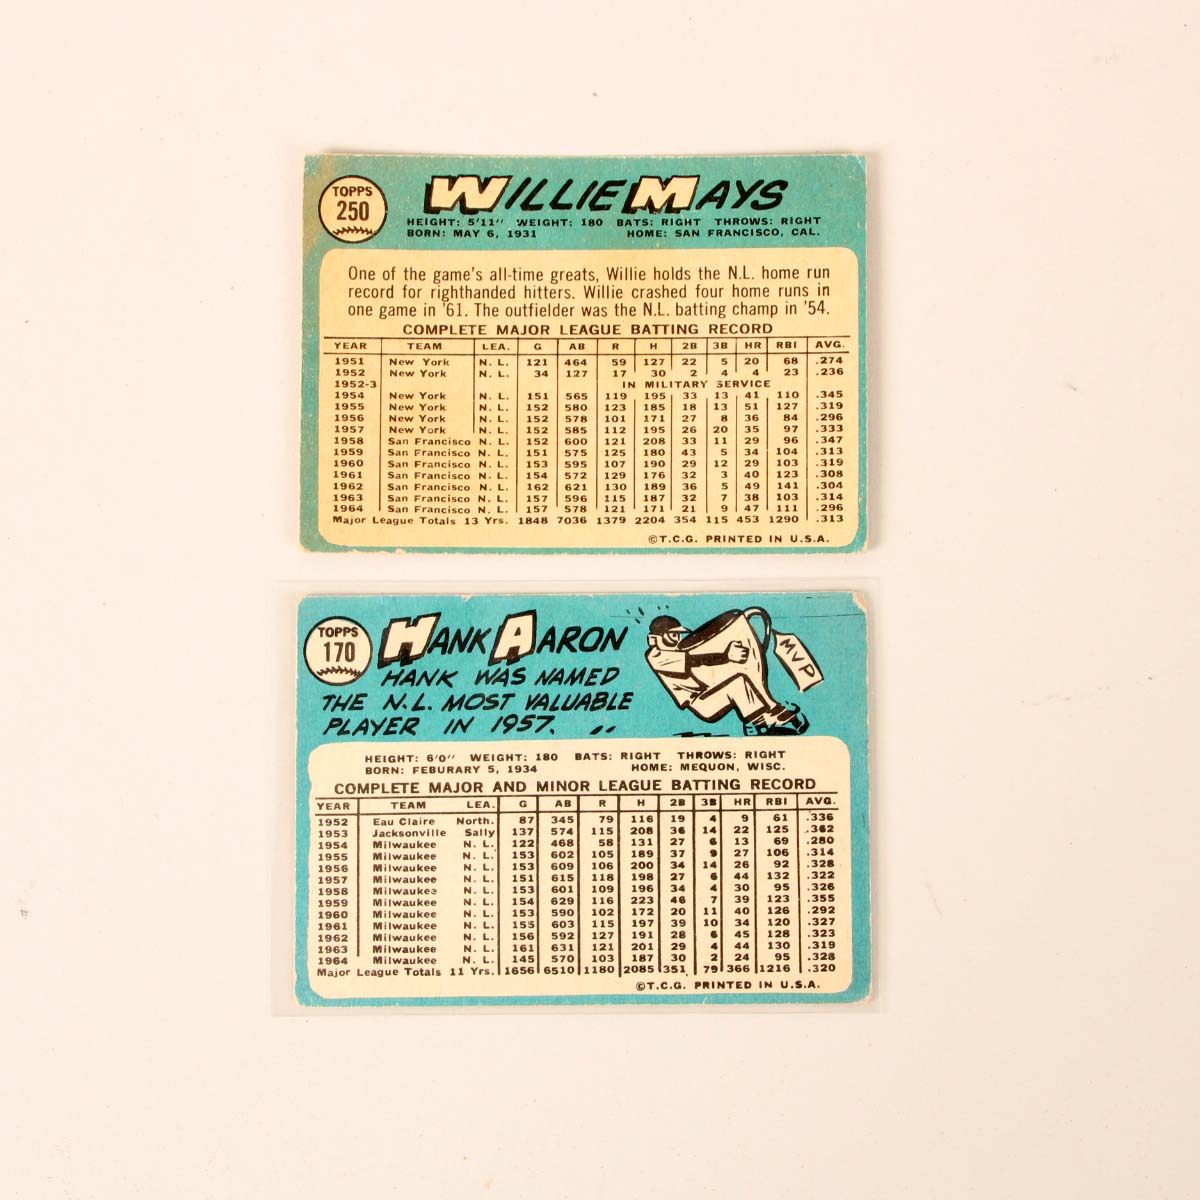 TOPPS
250
WILLIE MAYS
HEIGHT: 5'11" WEIGHT: 180 BATS: RIGHT THROWS: RIGHT
BORN: MAY 6, 1931 HOME: SAN FRANCISCO, CAL.
One of the game's all-time greats, Willie holds the N.L. home run
record for righthanded hitters. Willie crashed four home runs in
one game in '61. The outfielder was the N.L. batting champ in '54.
COMPLETE MAJOR LEAGUE BATTING RECORD
YEAR TEAM LEA. G AB R H 2B 3B HR RBI AVG.
1951 New York N. L. 121 464 59 127 22 5 20 68 .274
1952 New York N. L. 34 127 17 30 2 4 4 23 .236
1952-3 IN MILITARY SERVICE
1954 New York N. L. 151 565 119 195 33 13 41 110 .345
1955 New York N. L. 152 580 123 185 18 13 51 127 .319
1956 New York N. L. 152 578 101 171 27 8 36 84 .296
1957 New York N. L. 152 585 112 195 26 20 35 97 .333
1958 San Francisco N. L. 152 600 121 208 33 11 29 96 .347
1959 San Francisco N. L. 151 575 125 180 43 5 34 104 .313
1960 San Francisco N. L. 153 595 107 190 29 12 29 103 .319
1961 San Francisco N. L. 154 572 129 176 32 3 40 123 .308
1962 San Francisco N. L. 162 621 130 189 36 5 49 141 .304
1963 San Francisco N. L. 157 596 115 187 32 7 38 103 .314
1964 San Francisco N. L. 157 578 121 171 21 9 47 111 .296
Major League Totals 13 Yrs. 1848 7036 1379 2204 354 115 453 1290 .313
©T.C.G. PRINTED IN U.S.A.
TOPPS
170
HANK AARON
HANK WAS NAMED
THE N.L. MOST VALUABLE
PLAYER IN 1957.
MVP
HEIGHT: 6'0" WEIGHT: 180 BATS: RIGHT THROWS: RIGHT
BORN: FEBURARY 5, 1934 HOME: MEQUON, WISC.
COMPLETE MAJOR AND MINOR LEAGUE BATTING RECORD
YEAR TEAM LEA. G AB R H 2B 3B HR RBI AVG.
1952 Eau Claire North. 87 345 79 116 19 4 9 61 .336
1953 Jacksonville Sally 137 574 115 208 36 14 22 125 .362
1954 Milwaukee N. L. 122 468 58 131 27 6 13 69 .280
1955 Milwaukee N. L. 153 602 105 189 37 9 27 106 .314
1956 Milwaukee N. L. 153 609 106 200 34 14 26 92 .328
1957 Milwaukee N. L. 151 615 118 198 27 6 44 132 .322
1958 Milwaukee N. L. 153 601 109 196 34 4 30 95 .326
1959 Milwaukee N. L. 154 629 116 223 46 7 39 123 .355
1960 Milwaukee N. L. 153 590 102 172 20 11 40 126 .292
1961 Milwaukee N. L. 155 603 115 197 39 10 34 120 .327
1962 Milwaukee N. L. 156 592 127 191 28 6 45 128 .323
1963 Milwaukee N. L. 161 631 121 201 29 4 44 130 .319
1964 Milwaukee N. L. 145 570 103 187 30 2 24 95 .328
Major League Totals 11 Yrs. 1656 6510 1180 2085 351 79 366 1216 .320
©T.C.G. PRINTED IN U.S.A.